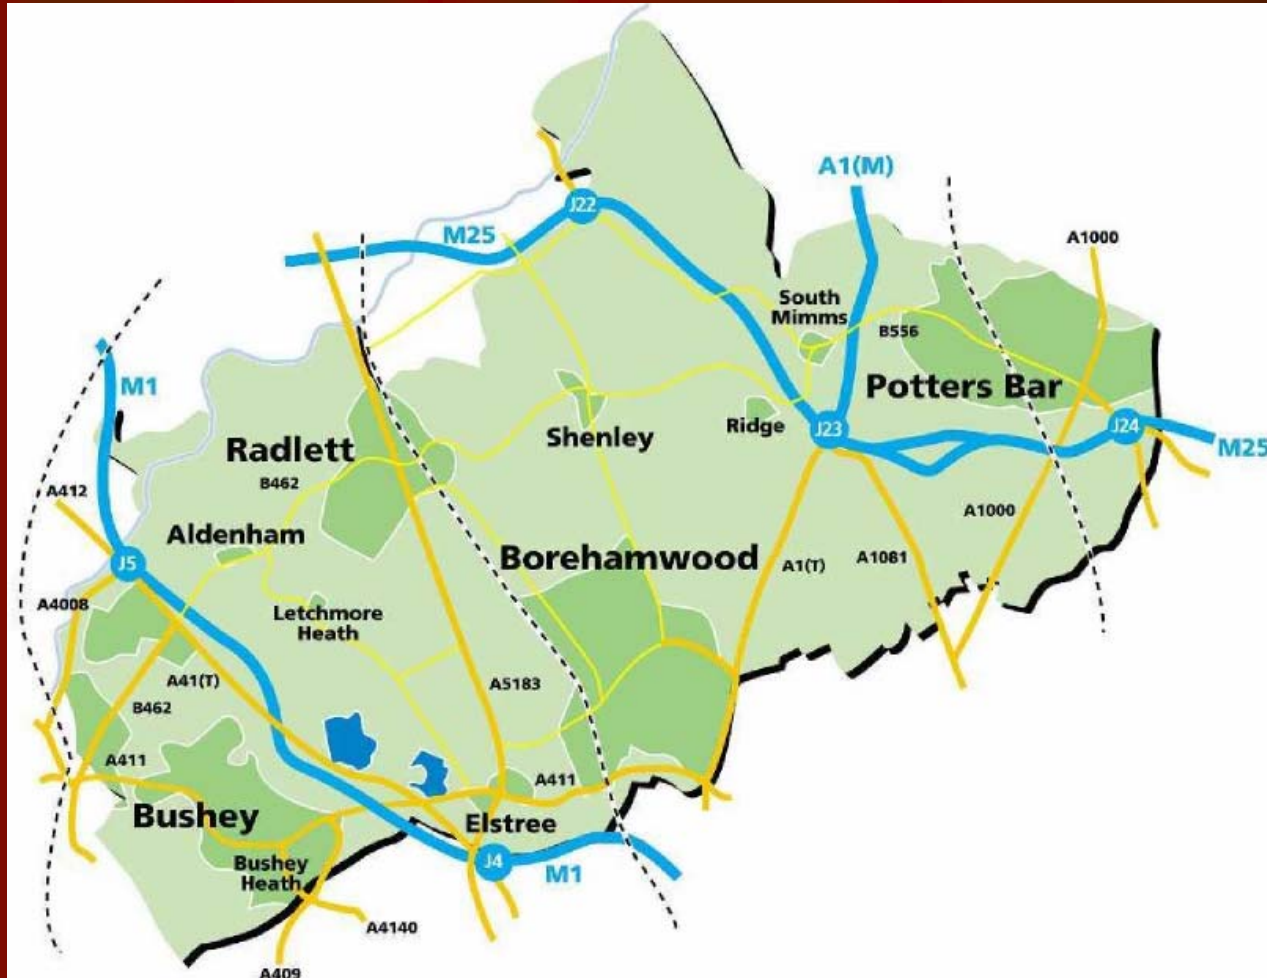 A1(M)
J22
M25
A1000
South
Mimms
B556
M1
Potters Bar
Radlett
Shenley
Ridge
J23
J24
M25
B462
A412
A1000
Aldenham
Borehamwood
A1(T)
A1081
J5
A4008
Letchmore
Heath
A41(T)
A5183
B462
A411
A411
Bushey
Elstree
Bushey
Heath
J4
M1
A4140
A409